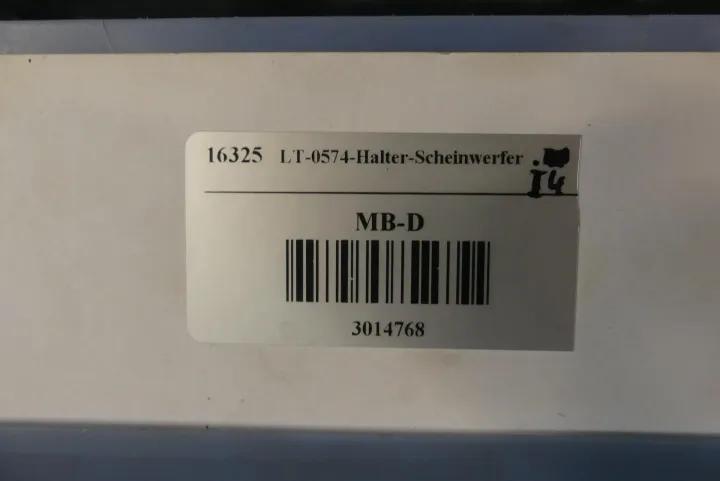 16325 LT-0574-Halter-Scheinwerfer
I4
MB-D
3014768